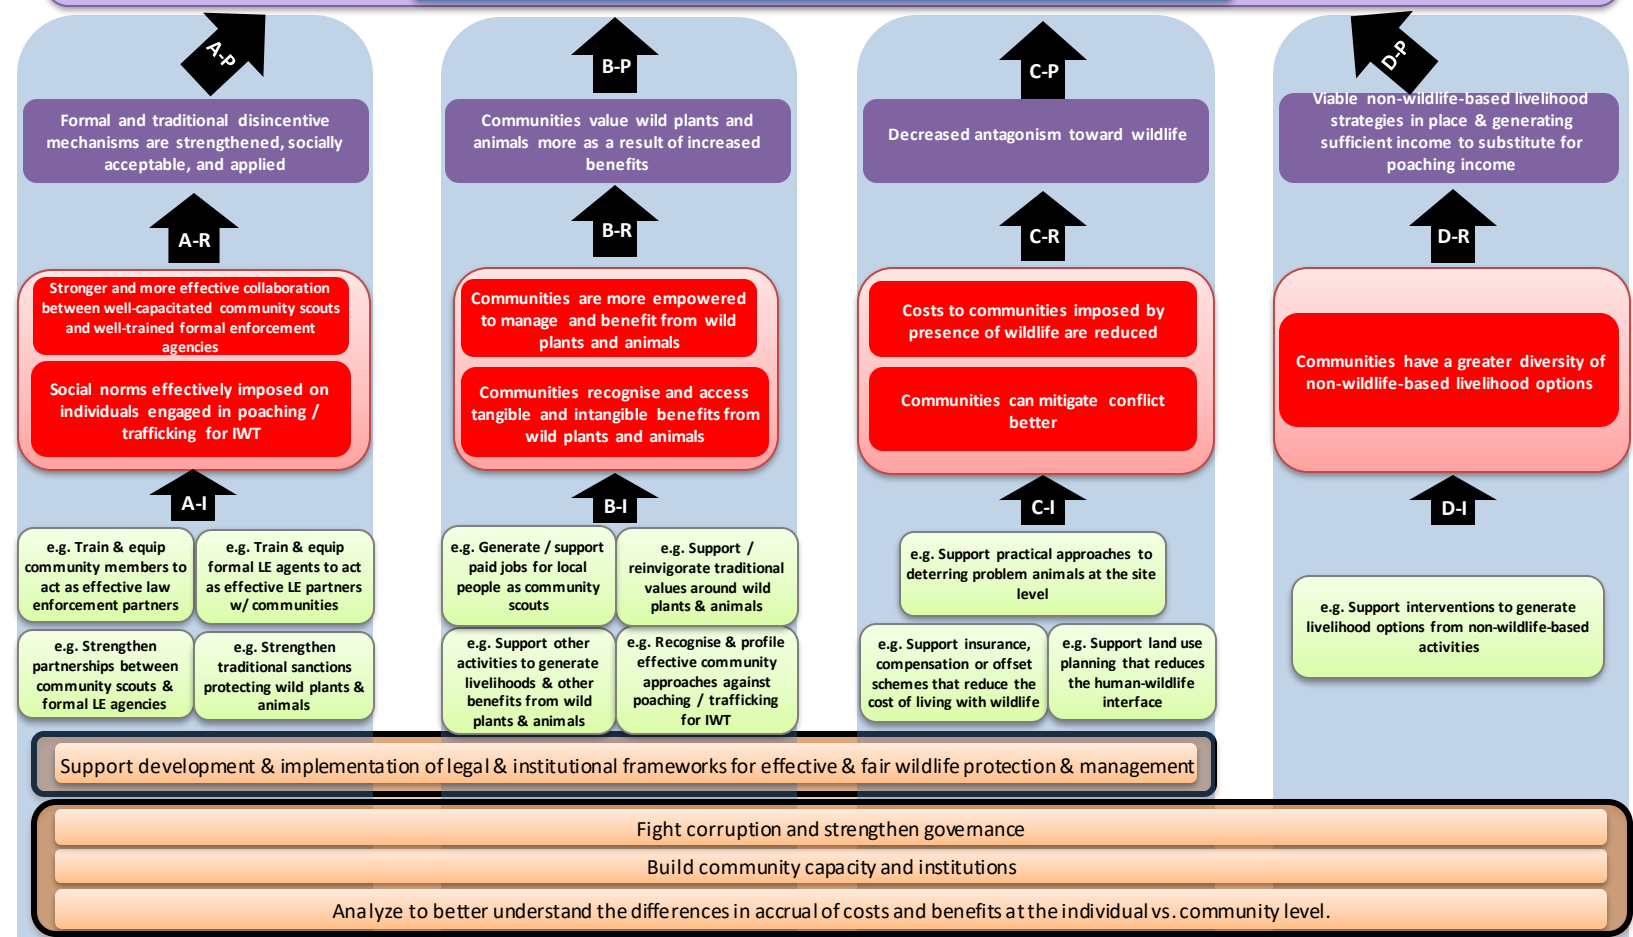 A-P
B-P
C-P
D-P
Formal and traditional disincentive
mechanisms are strengthened, socially
acceptable, and applied
Communities value wild plants and
animals more as a result of increased
benefits
Decreased antagonism toward wildlife
Viable non-wildlife-based livelihood
strategies in place & generating
sufficient income to substitute for
poaching income
A-R
B-R
C-R
D-R
Stronger and more effective collaboration
between well-capacitated community scouts
and well-trained formal enforcement
agencies
Social norms effectively imposed on
individuals engaged in poaching /
trafficking for IWT
Communities are more empowered
to manage and benefit from wild
plants and animals
Communities recognise and access
tangible and intangible benefits from
wild plants and animals
Costs to communities imposed by
presence of wildlife are reduced
Communities can mitigate conflict
better
Communities have a greater diversity of
non-wildlife-based livelihood options
A-I
B-I
C-I
D-I
e.g. Train & equip
community members to
act as effective law
enforcement partners
e.g. Train & equip
formal LE agents to act
as effective LE partners
w/ communities
e.g. Strengthen
partnerships between
community scouts &
formal LE agencies
e.g. Strengthen
traditional sanctions
protecting wild plants &
animals
e.g. Generate / support
paid jobs for local
people as community
scouts
e.g. Support /
reinvigorate traditional
values around wild
plants & animals
e.g. Support other
activities to generate
livelihoods & other
benefits from wild
plants & animals
e.g. Recognise & profile
effective community
approaches against
poaching / trafficking
for IWT
e.g. Support practical approaches to
deterring problem animals at the site
level
e.g. Support insurance,
compensation or offset
schemes that reduce the
cost of living with wildlife
e.g. Support land use
planning that reduces
the human-wildlife
interface
e.g. Support interventions to generate
livelihood options from non-wildlife-based
activities
Support development & implementation of legal & institutional frameworks for effective & fair wildlife protection & management
Fight corruption and strengthen governance
Build community capacity and institutions
Analyze to better understand the differences in accrual of costs and benefits at the individual vs. community level.